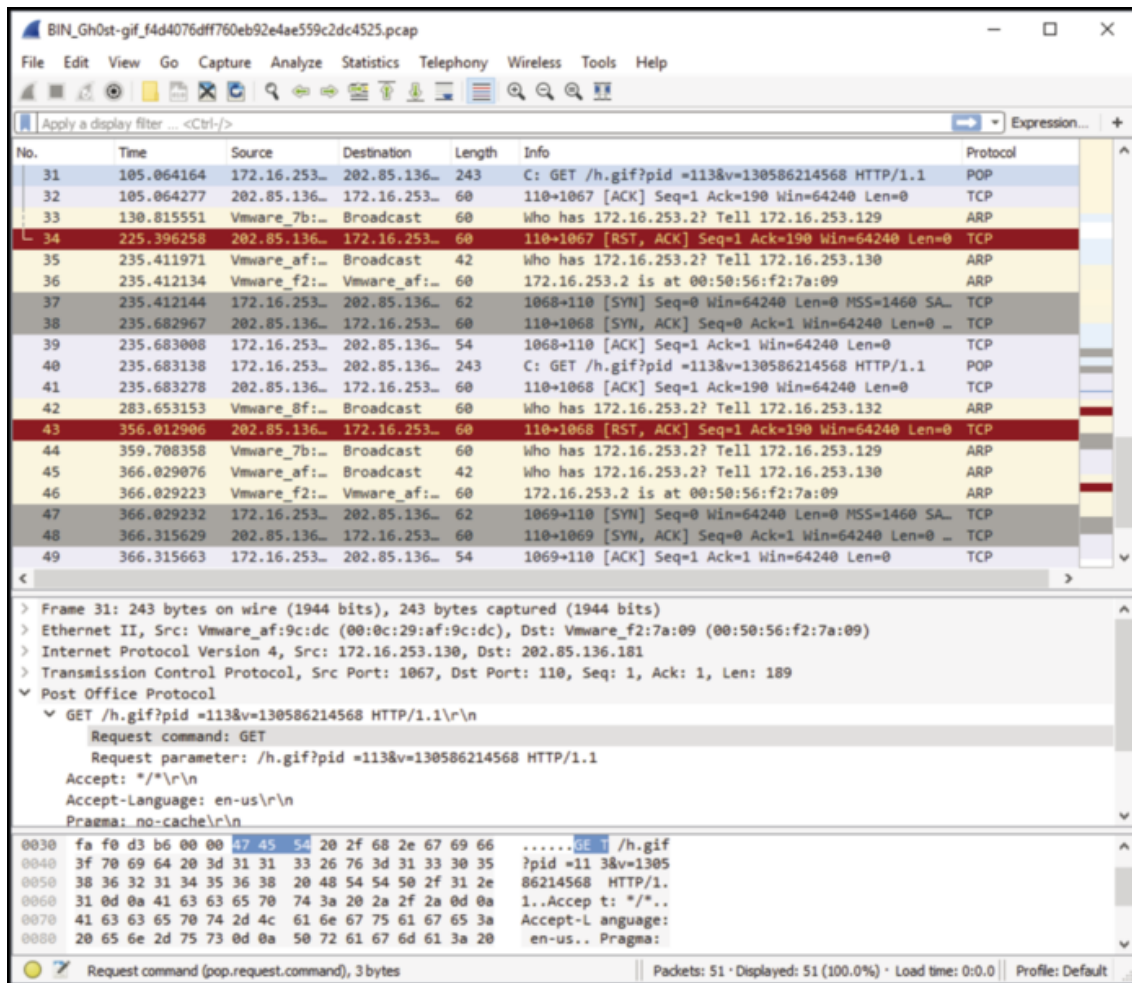 BIN_Gh0st-gif_f4d4076dff760eb92e4ae559c2dc4525.pcap
File Edit View Go Capture Analyze Statistics Telephony Wireless Tools Help
Apply a display filter ... <Ctrl-/> Expression... +
No. Time Source Destination Length Info Protocol
31 105.064164 172.16.253… 202.85.136… 243 C: GET /h.gif?pid =113&v=130586214568 HTTP/1.1 POP
32 105.064277 202.85.136… 172.16.253… 60 110→1067 [ACK] Seq=1 Ack=190 Win=64240 Len=0 TCP
33 130.815551 Vmware_7b:… Broadcast 60 Who has 172.16.253.2? Tell 172.16.253.129 ARP
34 225.396258 202.85.136… 172.16.253… 60 110→1067 [RST, ACK] Seq=1 Ack=190 Win=64240 Len=0 TCP
35 235.411971 Vmware_af:… Broadcast 42 Who has 172.16.253.2? Tell 172.16.253.130 ARP
36 235.412134 Vmware_f2:… Vmware_af:… 60 172.16.253.2 is at 00:50:56:f2:7a:09 ARP
37 235.412144 172.16.253… 202.85.136… 62 1068→110 [SYN] Seq=0 Win=64240 Len=0 MSS=1460 SA… TCP
38 235.682967 202.85.136… 172.16.253… 60 110→1068 [SYN, ACK] Seq=0 Ack=1 Win=64240 Len=0 … TCP
39 235.683008 172.16.253… 202.85.136… 54 1068→110 [ACK] Seq=1 Ack=1 Win=64240 Len=0 TCP
40 235.683138 172.16.253… 202.85.136… 243 C: GET /h.gif?pid =113&v=130586214568 HTTP/1.1 POP
41 235.683278 202.85.136… 172.16.253… 60 110→1068 [ACK] Seq=1 Ack=190 Win=64240 Len=0 TCP
42 283.653153 Vmware_8f:… Broadcast 60 Who has 172.16.253.2? Tell 172.16.253.132 ARP
43 356.012906 202.85.136… 172.16.253… 60 110→1068 [RST, ACK] Seq=1 Ack=190 Win=64240 Len=0 TCP
44 359.708358 Vmware_7b:… Broadcast 60 Who has 172.16.253.2? Tell 172.16.253.129 ARP
45 366.029076 Vmware_af:… Broadcast 42 Who has 172.16.253.2? Tell 172.16.253.130 ARP
46 366.029223 Vmware_f2:… Vmware_af:… 60 172.16.253.2 is at 00:50:56:f2:7a:09 ARP
47 366.029232 172.16.253… 202.85.136… 62 1069→110 [SYN] Seq=0 Win=64240 Len=0 MSS=1460 SA… TCP
48 366.315629 202.85.136… 172.16.253… 60 110→1069 [SYN, ACK] Seq=0 Ack=1 Win=64240 Len=0 … TCP
49 366.315663 172.16.253… 202.85.136… 54 1069→110 [ACK] Seq=1 Ack=1 Win=64240 Len=0 TCP
Frame 31: 243 bytes on wire (1944 bits), 243 bytes captured (1944 bits)
Ethernet II, Src: Vmware_af:9c:dc (00:0c:29:af:9c:dc), Dst: Vmware_f2:7a:09 (00:50:56:f2:7a:09)
Internet Protocol Version 4, Src: 172.16.253.130, Dst: 202.85.136.181
Transmission Control Protocol, Src Port: 1067, Dst Port: 110, Seq: 1, Ack: 1, Len: 189
Post Office Protocol
GET /h.gif?pid =113&v=130586214568 HTTP/1.1\r\n
Request command: GET
Request parameter: /h.gif?pid =113&v=130586214568 HTTP/1.1
Accept: */*\r\n
Accept-Language: en-us\r\n
Pragma: no-cache\r\n
0030 fa f0 d3 b6 00 00 47 45 54 20 2f 68 2e 67 69 66 ......GE T /h.gif
0040 3f 70 69 64 20 3d 31 31 33 26 76 3d 31 33 30 35 ?pid =11 3&v=1305
0050 38 36 32 31 34 35 36 38 20 48 54 54 50 2f 31 2e 86214568 HTTP/1.
0060 31 0d 0a 41 63 63 65 70 74 3a 20 2a 2f 2a 0d 0a 1..Accep t: */*..
0070 41 63 63 65 70 74 2d 4c 61 6e 67 75 61 67 65 3a Accept-L anguage:
0080 20 65 6e 2d 75 73 0d 0a 50 72 61 67 6d 61 3a 20 en-us.. Pragma:
Request command (pop.request.command), 3 bytes Packets: 51 · Displayed: 51 (100.0%) · Load time: 0:0.0 Profile: Default